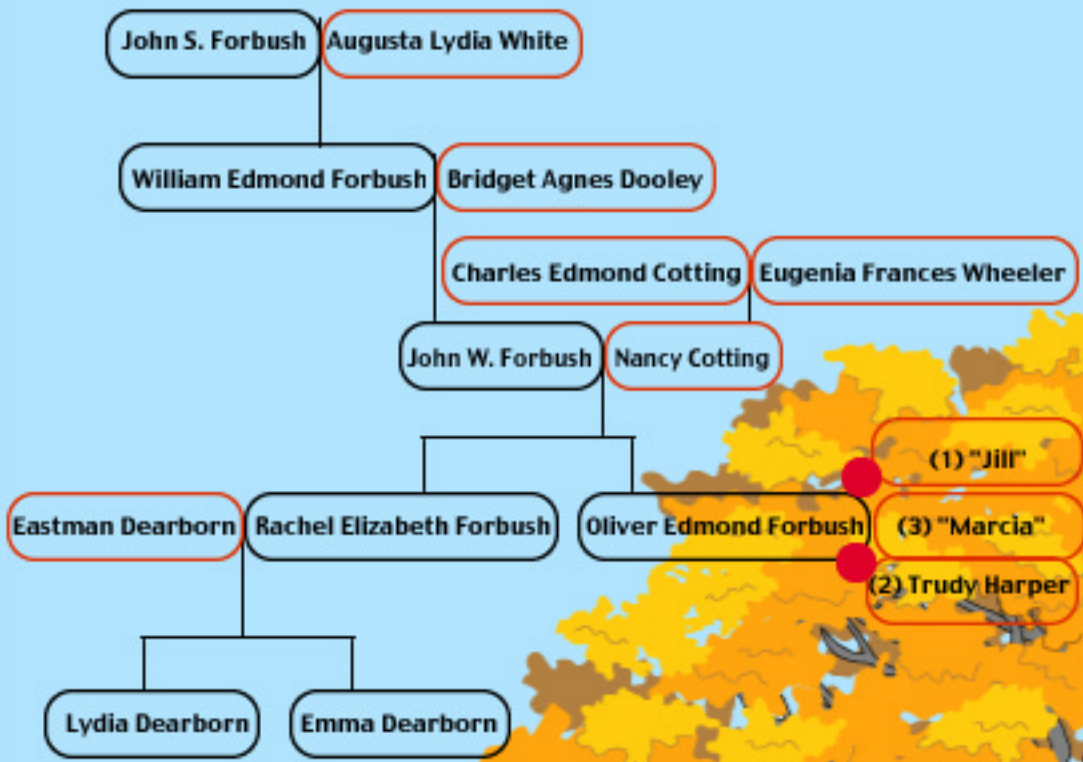 John S. Forbush
Augusta Lydia White
William Edmond Forbush
Bridget Agnes Dooley
Charles Edmond Cotting
Eugenia Frances Wheeler
John W. Forbush
Nancy Cotting
(1) "Jill"
Eastman Dearborn
Rachel Elizabeth Forbush
Oliver Edmond Forbush
(3) "Marcia"
(2) Trudy Harper
Lydia Dearborn
Emma Dearborn